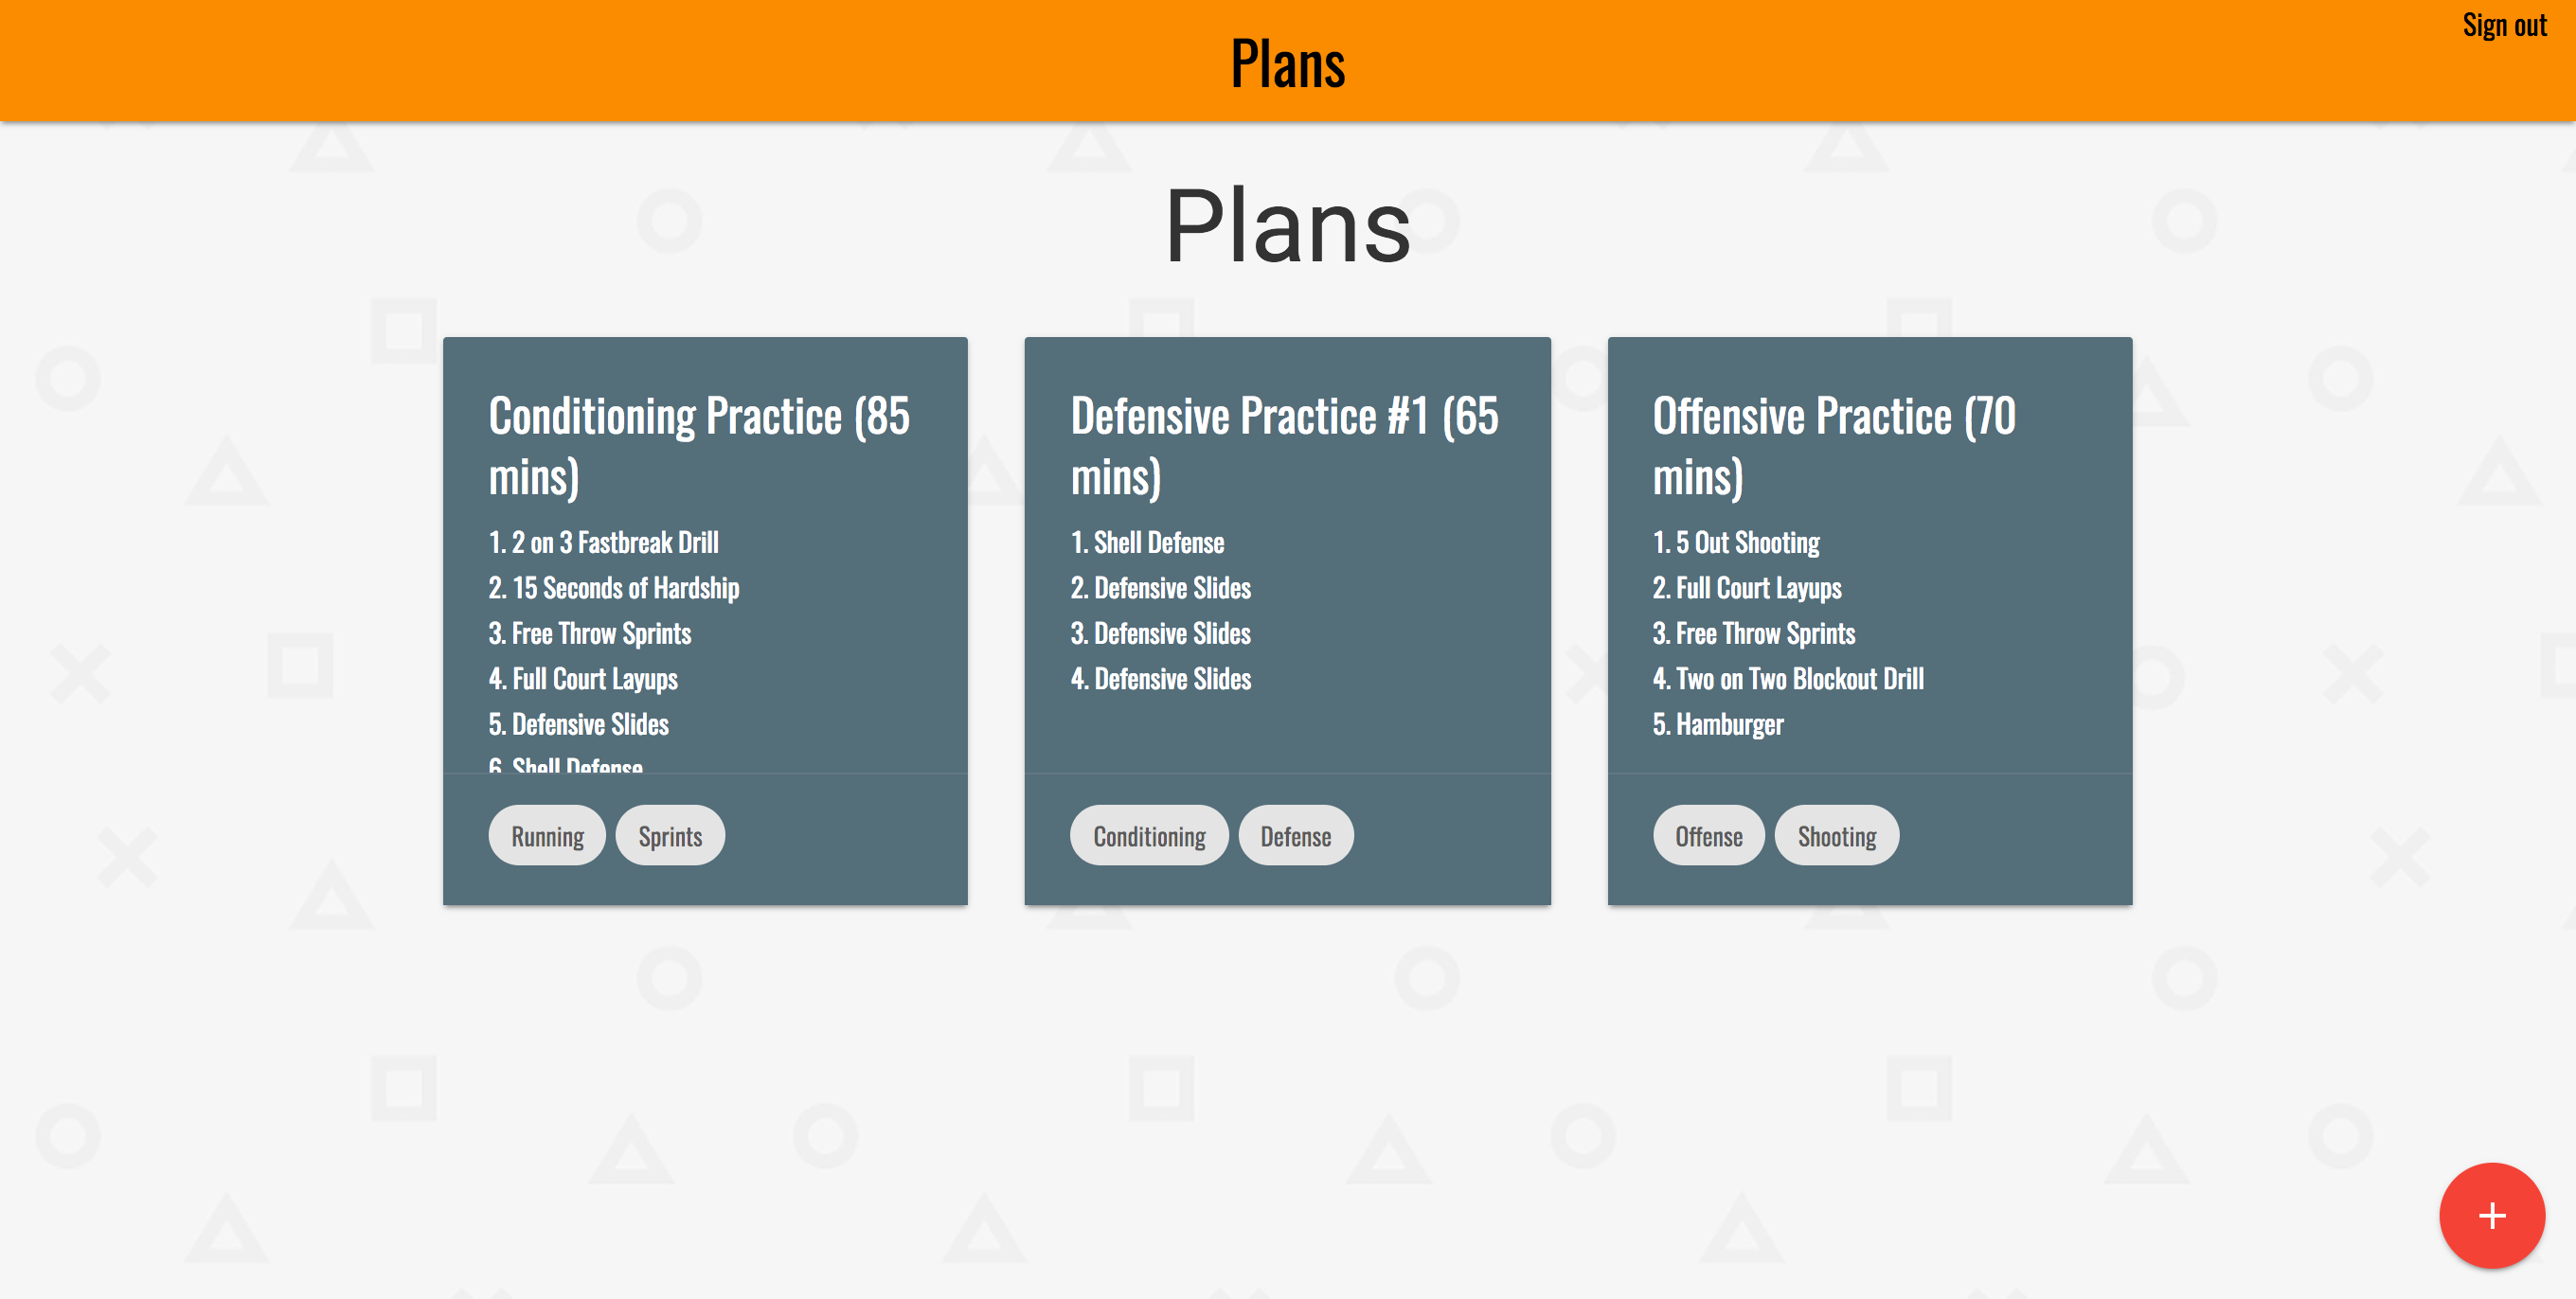 Sign out
Plans
Plans
Conditioning Practice (85
mins)
1. 2 on 3 Fastbreak Drill
2. 15 Seconds of Hardship
3. Free Throw Sprints
4. Full Court Layups
5. Defensive Slides
6. Shell Defense
Running
Sprints
Defensive Practice #1 (65
mins)
1. Shell Defense
2. Defensive Slides
3. Defensive Slides
4. Defensive Slides
Conditioning
Defense
Offensive Practice (70
mins)
1. 5 Out Shooting
2. Full Court Layups
3. Free Throw Sprints
4. Two on Two Blockout Drill
5. Hamburger
Offense
Shooting
+